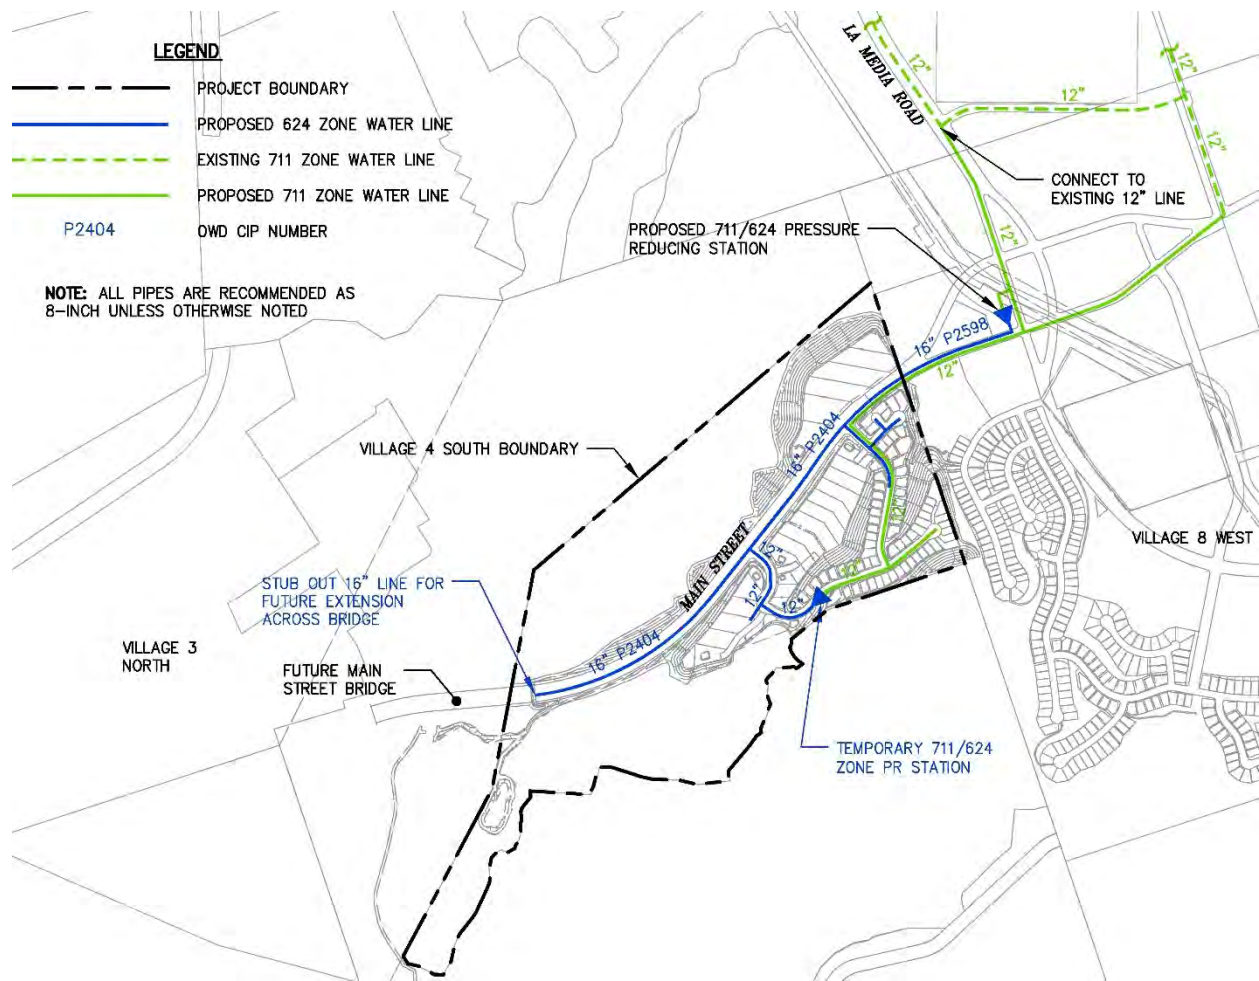 LEGEND
PROJECT BOUNDARY
PROPOSED 624 ZONE WATER LINE
EXISTING 711 ZONE WATER LINE
PROPOSED 711 ZONE WATER LINE
P2404
OWD CIP NUMBER
NOTE: ALL PIPES ARE RECOMMENDED AS
8-INCH UNLESS OTHERWISE NOTED
LA MEDIA ROAD
12"
12"
12"
12"
CONNECT TO
EXISTING 12" LINE
PROPOSED 711/624 PRESSURE
REDUCING STATION
12"
16" P2598
12"
VILLAGE 4 SOUTH BOUNDARY
16" P2404
12"
VILLAGE 8 WEST
MAIN STREET
12"
12"
12"
12"
STUB OUT 16" LINE FOR
FUTURE EXTENSION
ACROSS BRIDGE
16" P2404
VILLAGE 3
NORTH
FUTURE MAIN
STREET BRIDGE
TEMPORARY 711/624
ZONE PR STATION